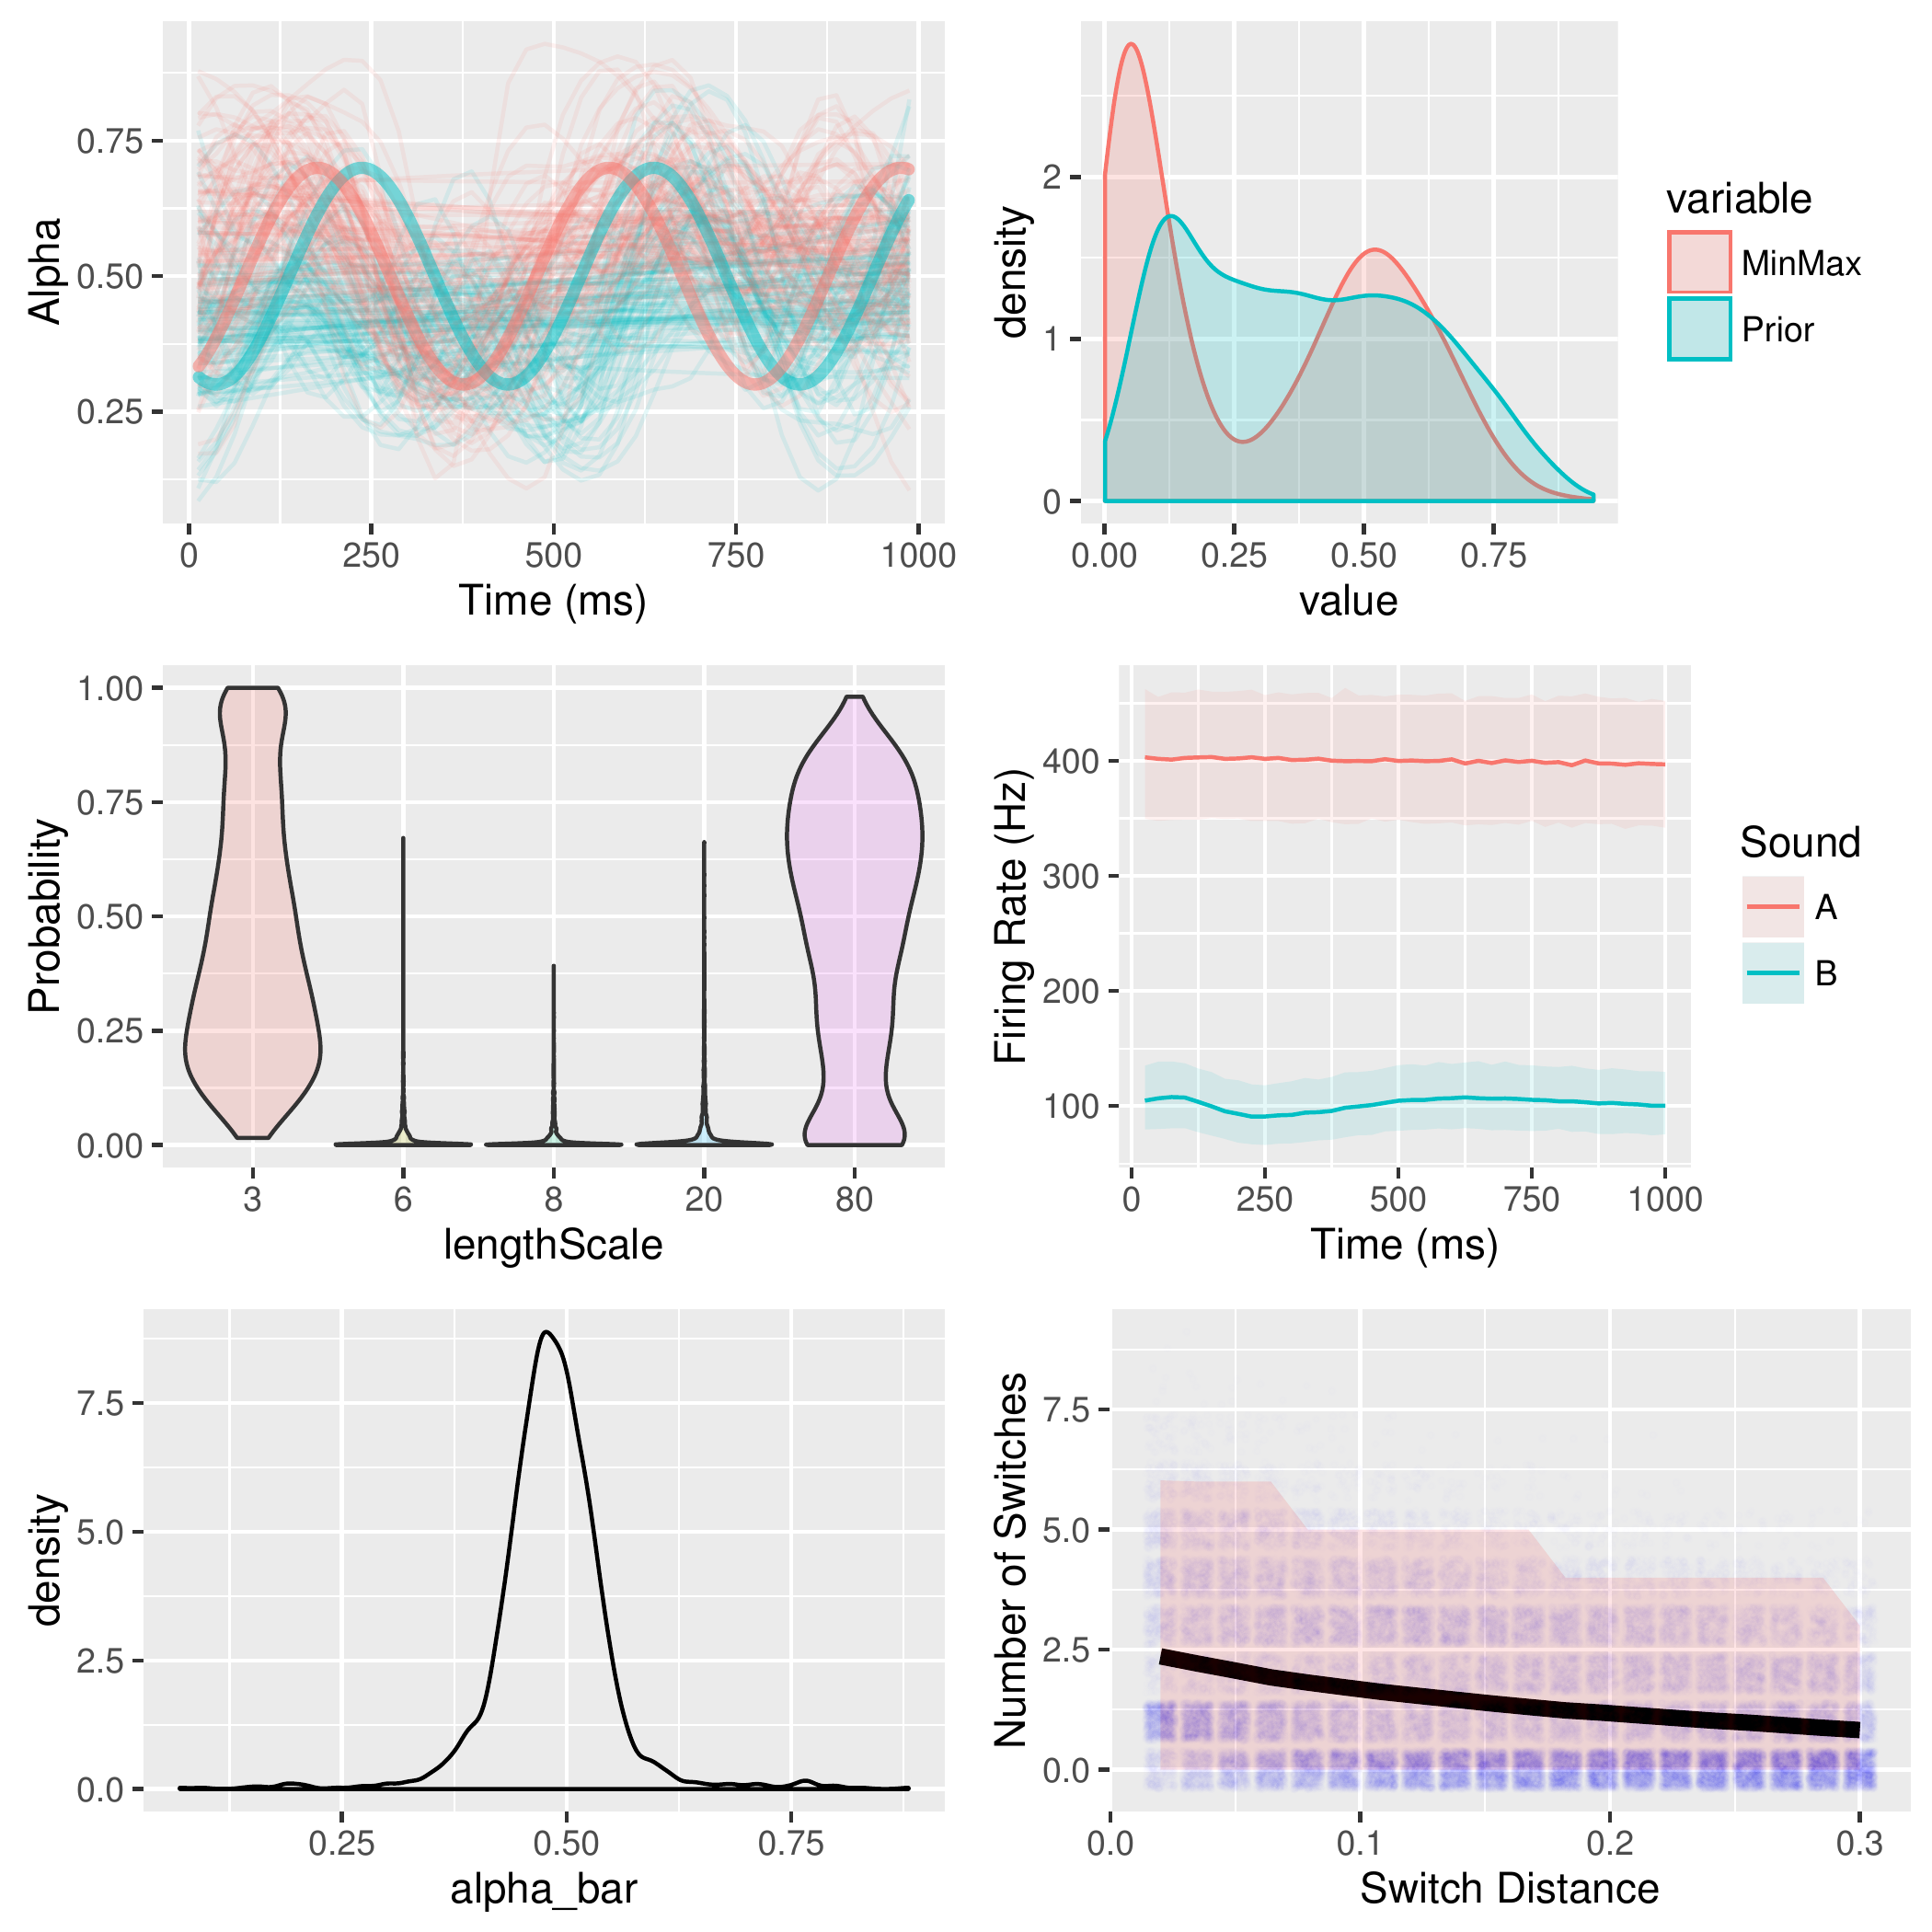 Alpha
0.75
0.50
0.25
0
250
500
750
1000
Time (ms)
density
2
1
0
0.00
0.25
0.50
0.75
value
variable
MinMax
Prior
Probability
1.00
0.75
0.50
0.25
0.00
3
6
8
20
80
lengthScale
Firing Rate (Hz)
400
300
200
100
0
250
500
750
1000
Time (ms)
Sound
A
B
density
7.5
5.0
2.5
0.0
0.25
0.50
0.75
alpha_bar
Number of Switches
7.5
5.0
2.5
0.0
0.0
0.1
0.2
0.3
Switch Distance